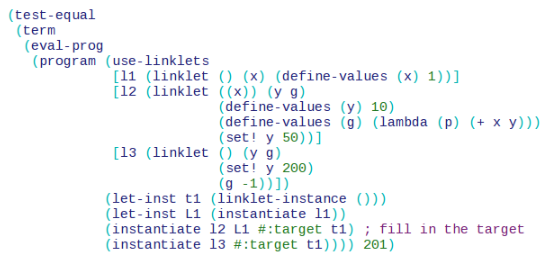 (test-equal
 (term
  (eval-prog
   (program (use-linklets
             [l1 (linklet () (x) (define-values (x) 1))]
             [l2 (linklet ((x)) (y g)
                          (define-values (y) 10)
                          (define-values (g) (lambda (p) (+ x y)))
                          (set! y 50))]
             [l3 (linklet () (y g)
                          (set! y 200)
                          (g -1))])
            (let-inst t1 (linklet-instance ()))
            (let-inst L1 (instantiate l1))
            (instantiate l2 L1 #:target t1) ; fill in the target
            (instantiate l3 #:target t1)))) 201)